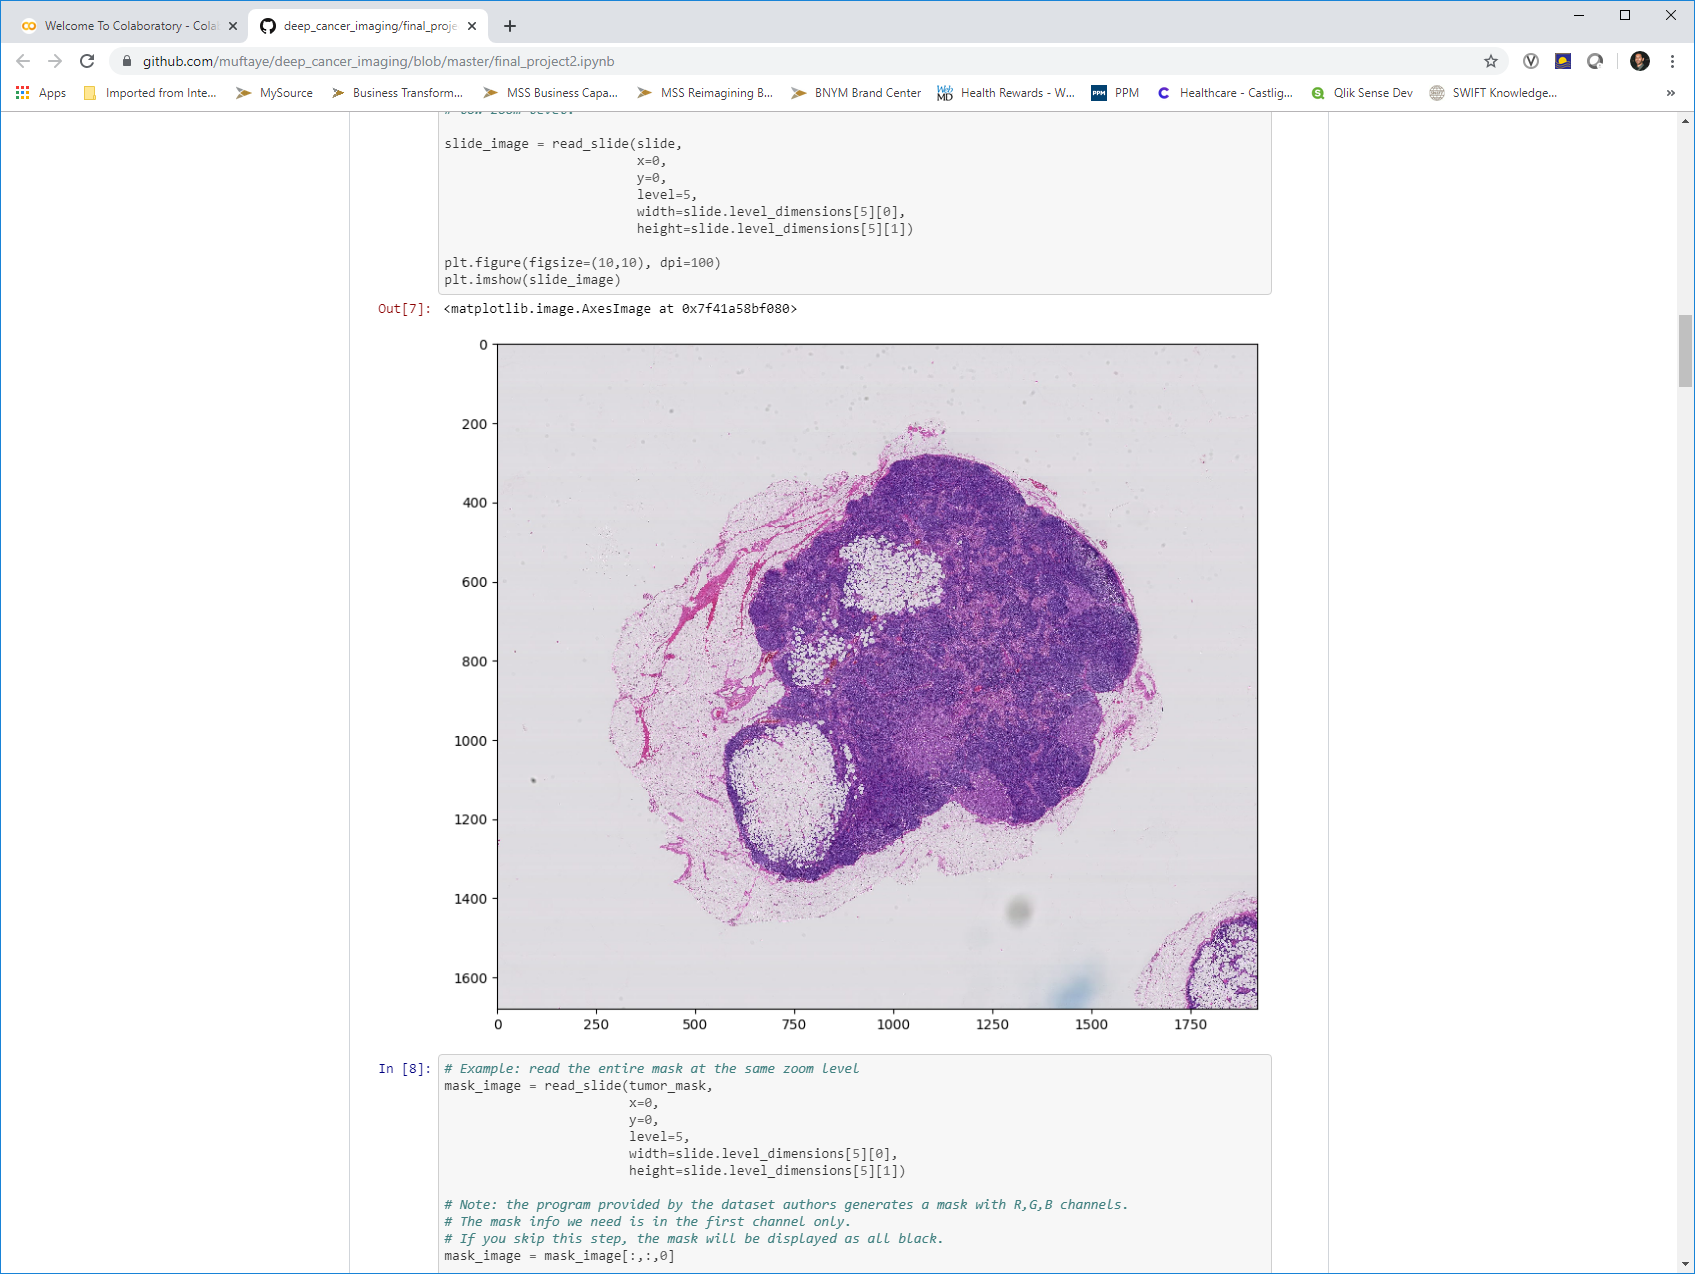 Welcome To Colaboratory - Cola
deep_cancer_imaging/final_proje
github.com/muftaye/deep_cancer_imaging/blob/master/final_project2.ipynb
Apps
Imported from Inte...
MySource
Business Transform...
MSS Business Capa...
MSS Reimagining B...
BNYM Brand Center
Web MD
Health Rewards - W...
PPM
PPM
Healthcare - Castlig...
Qlik Sense Dev
SWIFT Knowledge...
»
# low zoom level.
slide_image = read_slide(slide,
x=0,
y=0,
level=5,
width=slide.level_dimensions[5][0],
height=slide.level_dimensions[5][1])
plt.figure(figsize=(10,10), dpi=100)
plt.imshow(slide_image)
Out[7]: <matplotlib.image.AxesImage at 0x7f41a58bf080>
0
200
400
600
800
1000
1200
1400
1600
0 250 500 750 1000 1250 1500 1750
In [8]: # Example: read the entire mask at the same zoom level
mask_image = read_slide(tumor_mask,
x=0,
y=0,
level=5,
width=slide.level_dimensions[5][0],
height=slide.level_dimensions[5][1])
# Note: the program provided by the dataset authors generates a mask with R,G,B channels.
# The mask info we need is in the first channel only.
# If you skip this step, the mask will be displayed as all black.
mask_image = mask_image[:,:,0]